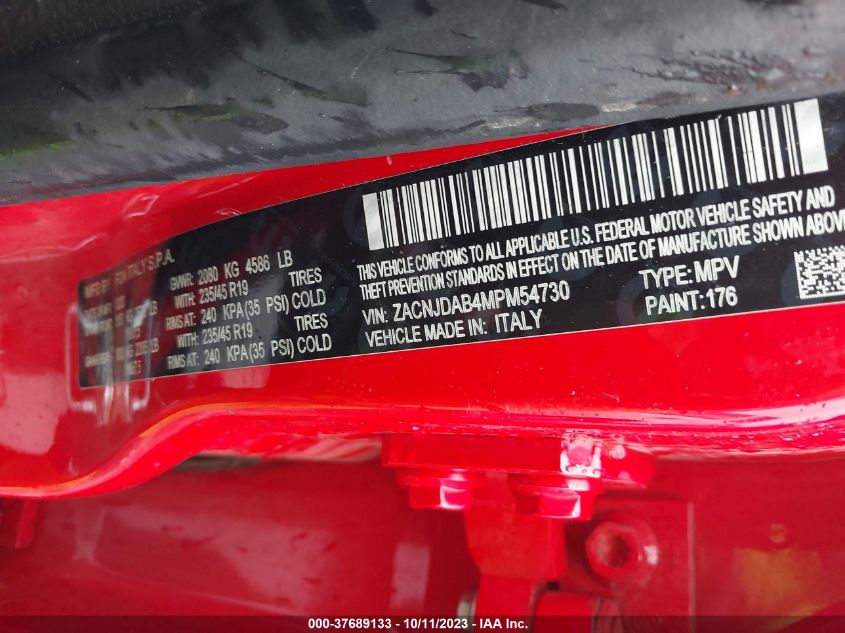 MFD BY: FCA ITALY S.P.A.
GVWR: 2080 KG 4586 LB
WITH: 235/45 R19 TIRES
RIMS AT: 240 KPA (35 PSI) COLD
WITH: 235/45 R19 TIRES
RIMS AT: 240 KPA (35 PSI) COLD
THIS VEHICLE CONFORMS TO ALL APPLICABLE U.S. FEDERAL MOTOR VEHICLE SAFETY AND
THEFT PREVENTION STANDARDS IN EFFECT ON THE DATE OF MANUFACTURE SHOWN ABOVE
VIN: ZACNJDAB4MPM54730 TYPE: MPV
VEHICLE MADE IN: ITALY PAINT: 176
000-37689133 - 10/11/2023 - IAA Inc.